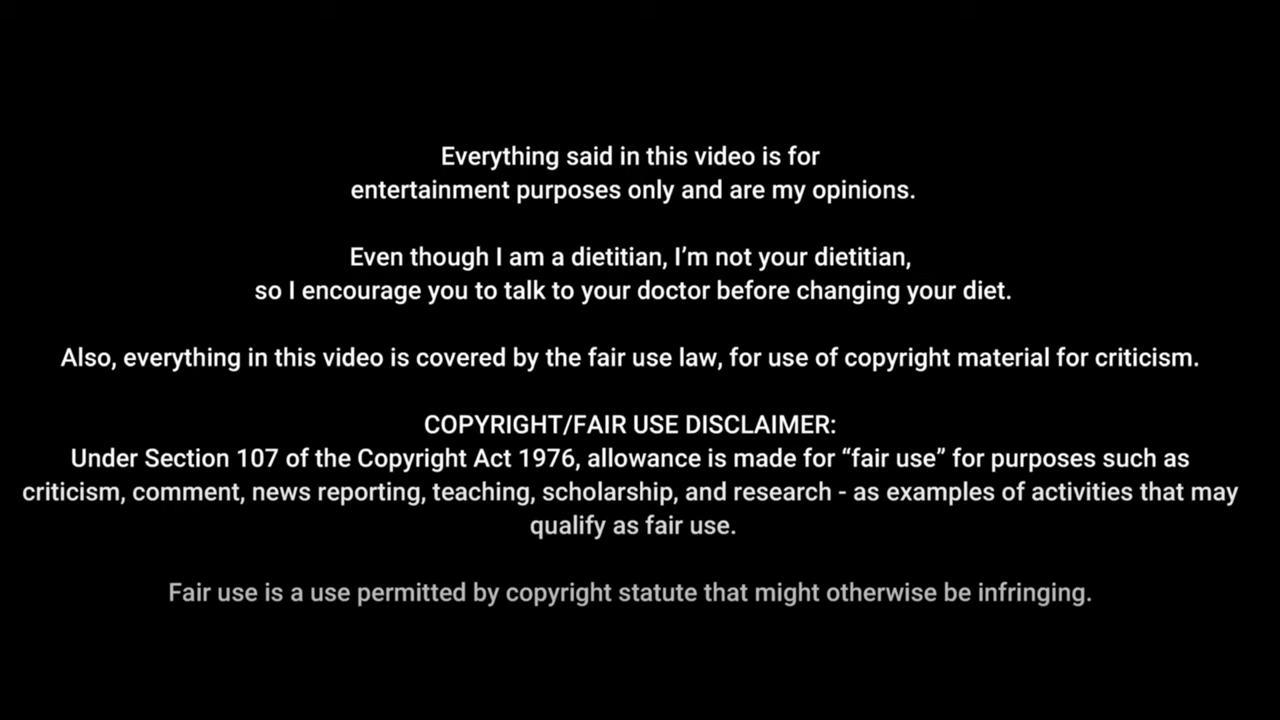 Everything said in this video is for
entertainment purposes only and are my opinions.
Even though I am a dietitian, I’m not your dietitian,
so I encourage you to talk to your doctor before changing your diet.
Also, everything in this video is covered by the fair use law, for use of copyright material for criticism.
COPYRIGHT/FAIR USE DISCLAIMER:
Under Section 107 of the Copyright Act 1976, allowance is made for “fair use” for purposes such as
criticism, comment, news reporting, teaching, scholarship, and research - as examples of activities that may
qualify as fair use.
Fair use is a use permitted by copyright statute that might otherwise be infringing.